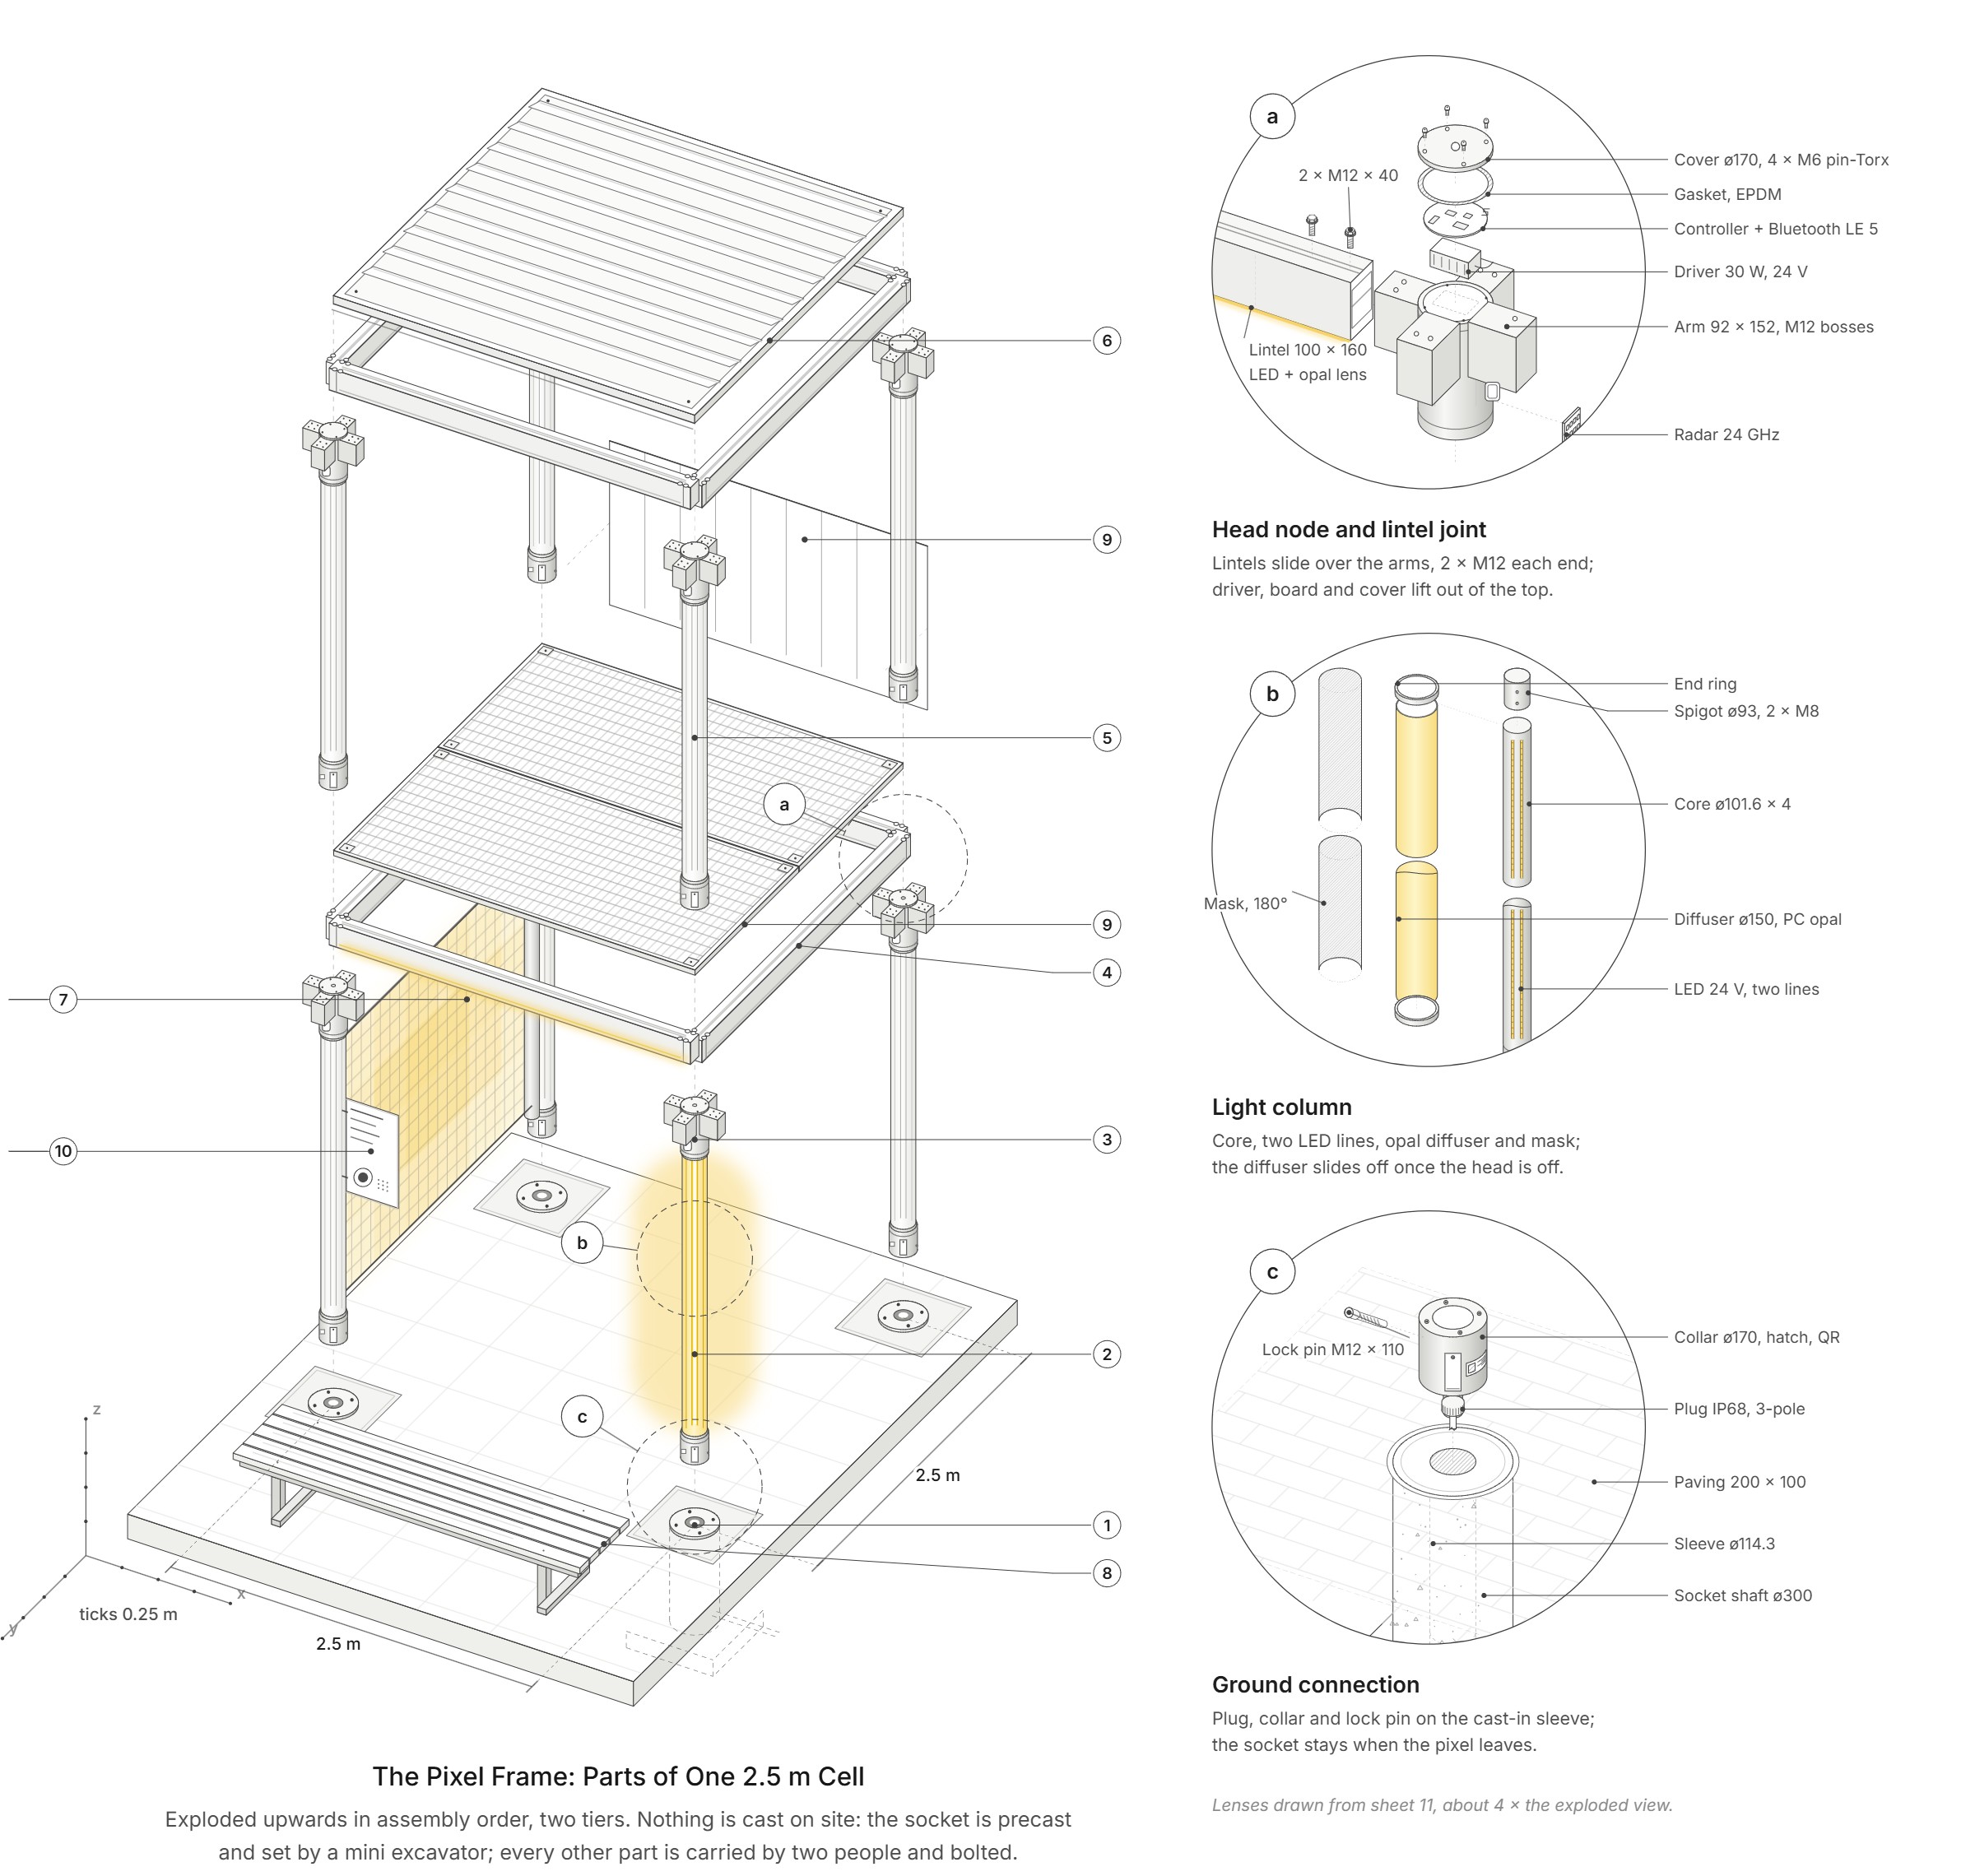 a
2 × M12 × 40
Cover ø170, 4 × M6 pin-Torx
Gasket, EPDM
Controller + Bluetooth LE 5
Driver 30 W, 24 V
Arm 92 × 152, M12 bosses
Lintel 100 × 160
LED + opal lens
Radar 24 GHz
Head node and lintel joint
Lintels slide over the arms, 2 × M12 each end;
driver, board and cover lift out of the top.
b
End ring
Spigot ø93, 2 × M8
Core ø101.6 × 4
Mask, 180°
Diffuser ø150, PC opal
LED 24 V, two lines
Light column
Core, two LED lines, opal diffuser and mask;
the diffuser slides off once the head is off.
c
Lock pin M12 × 110
Collar ø170, hatch, QR
Plug IP68, 3-pole
Paving 200 × 100
Sleeve ø114.3
Socket shaft ø300
Ground connection
Plug, collar and lock pin on the cast-in sleeve;
the socket stays when the pixel leaves.
Lenses drawn from sheet 11, about 4 × the exploded view.
6
9
5
a
9
4
7
3
10
b
2
c
z
2.5 m
1
8
x
y
ticks 0.25 m
2.5 m
The Pixel Frame: Parts of One 2.5 m Cell
Exploded upwards in assembly order, two tiers. Nothing is cast on site: the socket is precast
and set by a mini excavator; every other part is carried by two people and bolted.